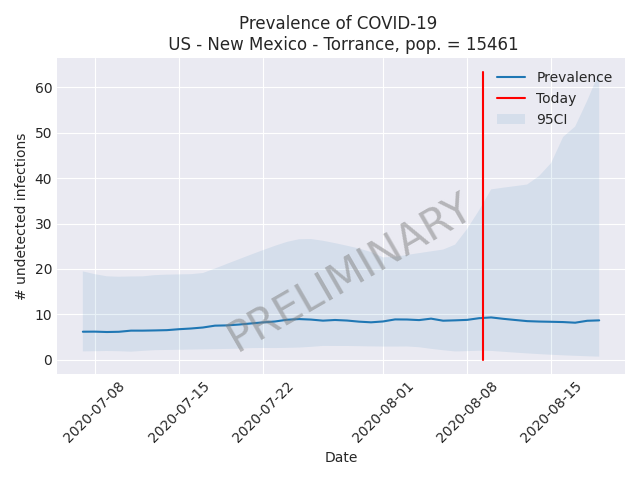 Prevalence of COVID-19
US - New Mexico - Torrance, pop. = 15461
Prevalence
Today
95CI
PRELIMINARY
# undetected infections
60
50
40
30
20
10
0
2020-07-08
2020-07-15
2020-07-22
2020-08-01
2020-08-08
2020-08-15
Date